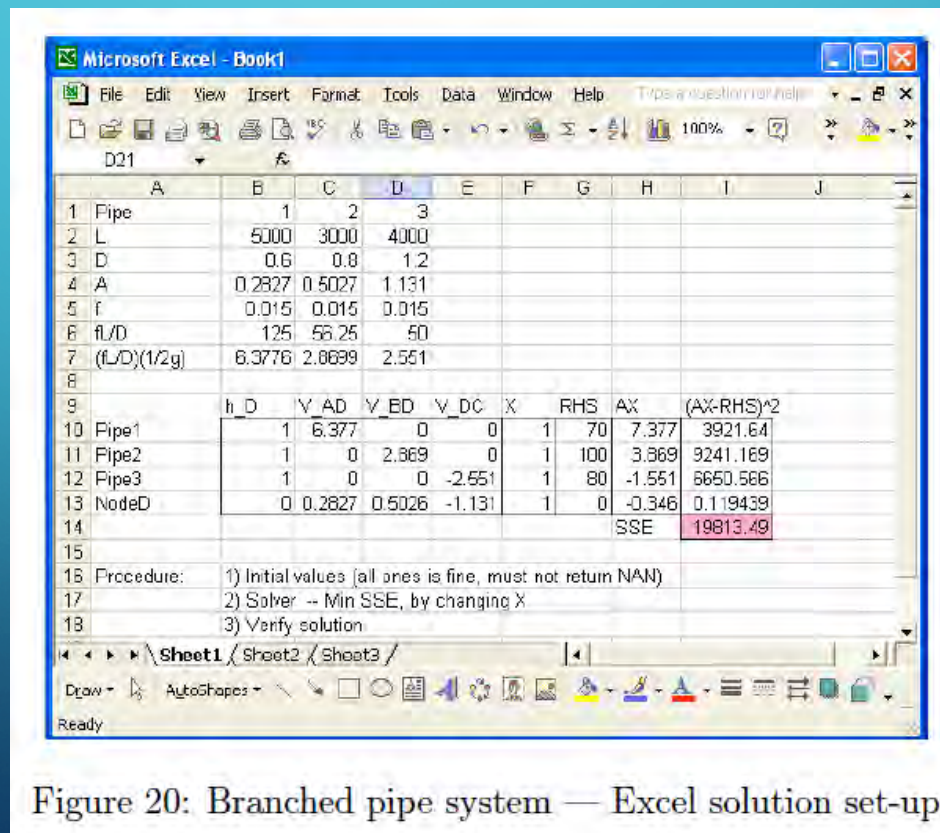 Microsoft Excel - Book1
File Edit View Insert Format Tools Data Window Help Type a question for help
100%
D21 fx
A B C D E F G H I J
1 Pipe 1 2 3
2 L 5000 3000 4000
3 D 0.6 0.8 1.2
4 A 0.2827 0.5027 1.131
5 f 0.015 0.015 0.015
6 fL/D 125 56.25 50
7 (fL/D)(1/2g) 6.3776 2.8699 2.551
8
9 h_D V_AD V_BD V_DC X RHS AX (AX-RHS)^2
10 Pipe1 1 6.377 0 0 1 70 7.377 3921.64
11 Pipe2 1 0 2.869 0 1 100 3.869 9241.169
12 Pipe3 1 0 0 -2.551 1 80 -1.551 6650.566
13 NodeD 0 0.2827 0.5026 -1.131 1 0 -0.346 0.119439
14 SSE 19813.49
15
16 Procedure: 1) Initial values (all ones is fine, must not return NAN)
17 2) Solver -- Min SSE, by changing X
18 3) Verify solution
Sheet1 Sheet2 Sheet3
Draw AutoShapes
Ready
Figure 20: Branched pipe system — Excel solution set-up